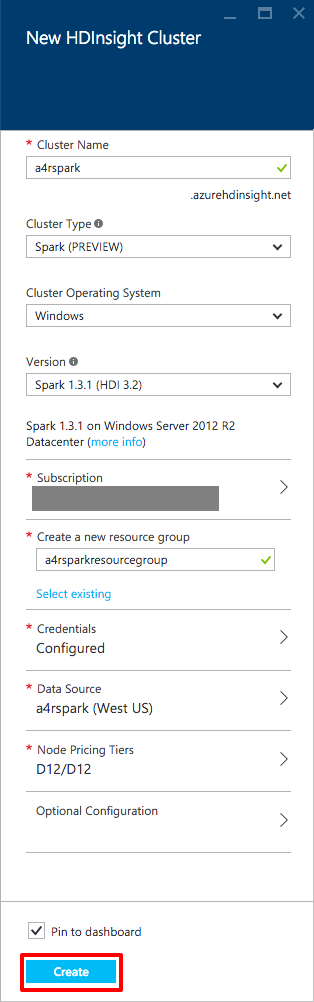 New HDInsight Cluster
* Cluster Name
a4rspark
.azurehdinsight.net
Cluster Type
Spark (PREVIEW)
Cluster Operating System
Windows
Version
Spark 1.3.1 (HDI 3.2)
Spark 1.3.1 on Windows Server 2012 R2
Datacenter (more info)
* Subscription
* Create a new resource group
a4rsparkresourcegroup
Select existing
* Credentials
Configured
* Data Source
a4rspark (West US)
* Node Pricing Tiers
D12/D12
Optional Configuration
Pin to dashboard
Create